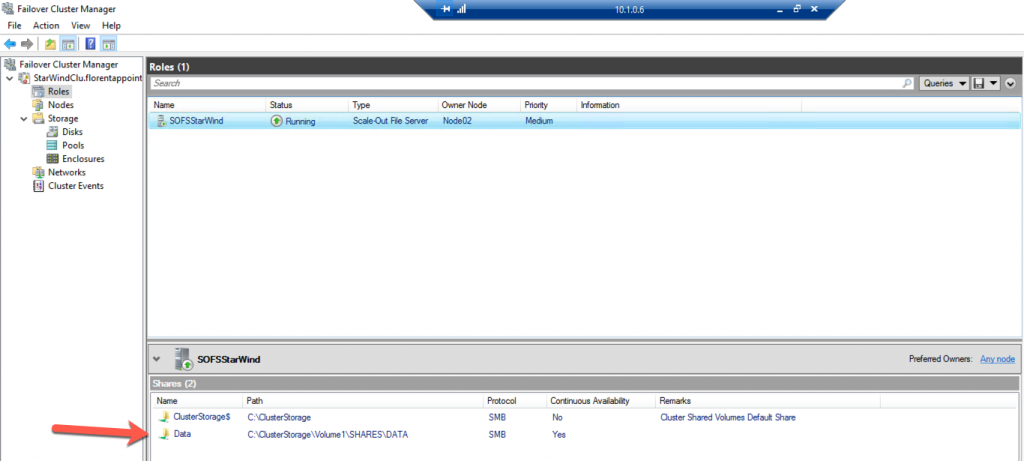 Failover Cluster Manager
10.1.0.6
File Action View Help
Failover Cluster Manager
StarWindClu.florentappoint
Roles
Nodes
Storage
Disks
Pools
Enclosures
Networks
Cluster Events
Roles (1)
Search
Queries
Name Status Type Owner Node Priority Information
SOFSStarWind Running Scale-Out File Server Node02 Medium
SOFSStarWind
Preferred Owners: Any node
Shares (2)
Name Path Protocol Continuous Availability Remarks
ClusterStorage$ C:\ClusterStorage SMB No Cluster Shared Volumes Default Share
Data C:\ClusterStorage\Volume1\SHARES\DATA SMB Yes